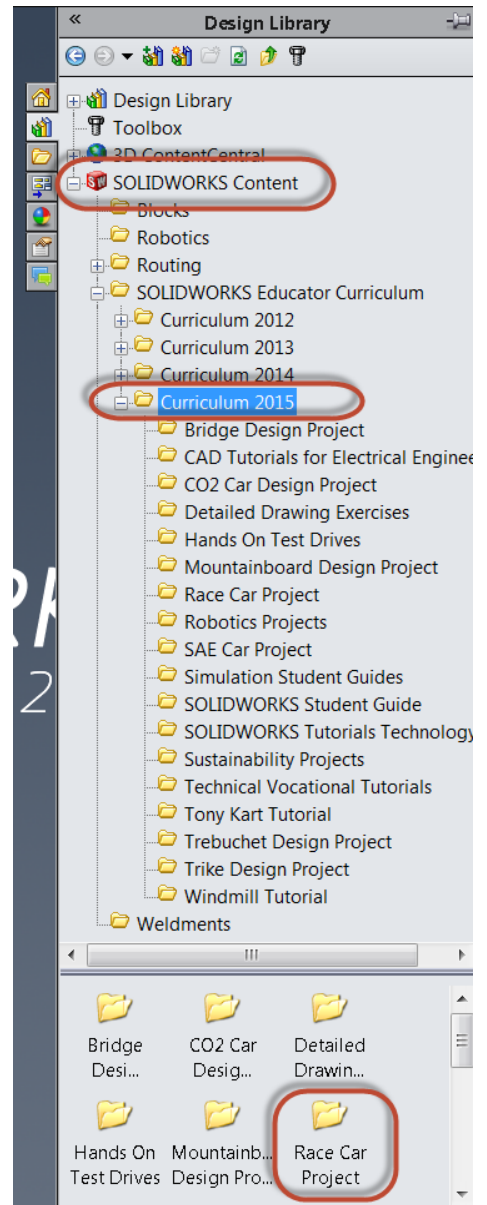 Design Library
Design Library
Toolbox
3D ContentCentral
SOLIDWORKS Content
Blocks
Robotics
Routing
SOLIDWORKS Educator Curriculum
Curriculum 2012
Curriculum 2013
Curriculum 2014
Curriculum 2015
Bridge Design Project
CAD Tutorials for Electrical Enginee
CO2 Car Design Project
Detailed Drawing Exercises
Hands On Test Drives
Mountainboard Design Project
Race Car Project
Robotics Projects
SAE Car Project
Simulation Student Guides
SOLIDWORKS Student Guide
SOLIDWORKS Tutorials Technology
Sustainability Projects
Technical Vocational Tutorials
Tony Kart Tutorial
Trebuchet Design Project
Trike Design Project
Windmill Tutorial
Weldments
2
Bridge Desi...
CO2 Car Desig...
Detailed Drawin...
Hands On Test Drives
Mountainb... Design Pro...
Race Car Project